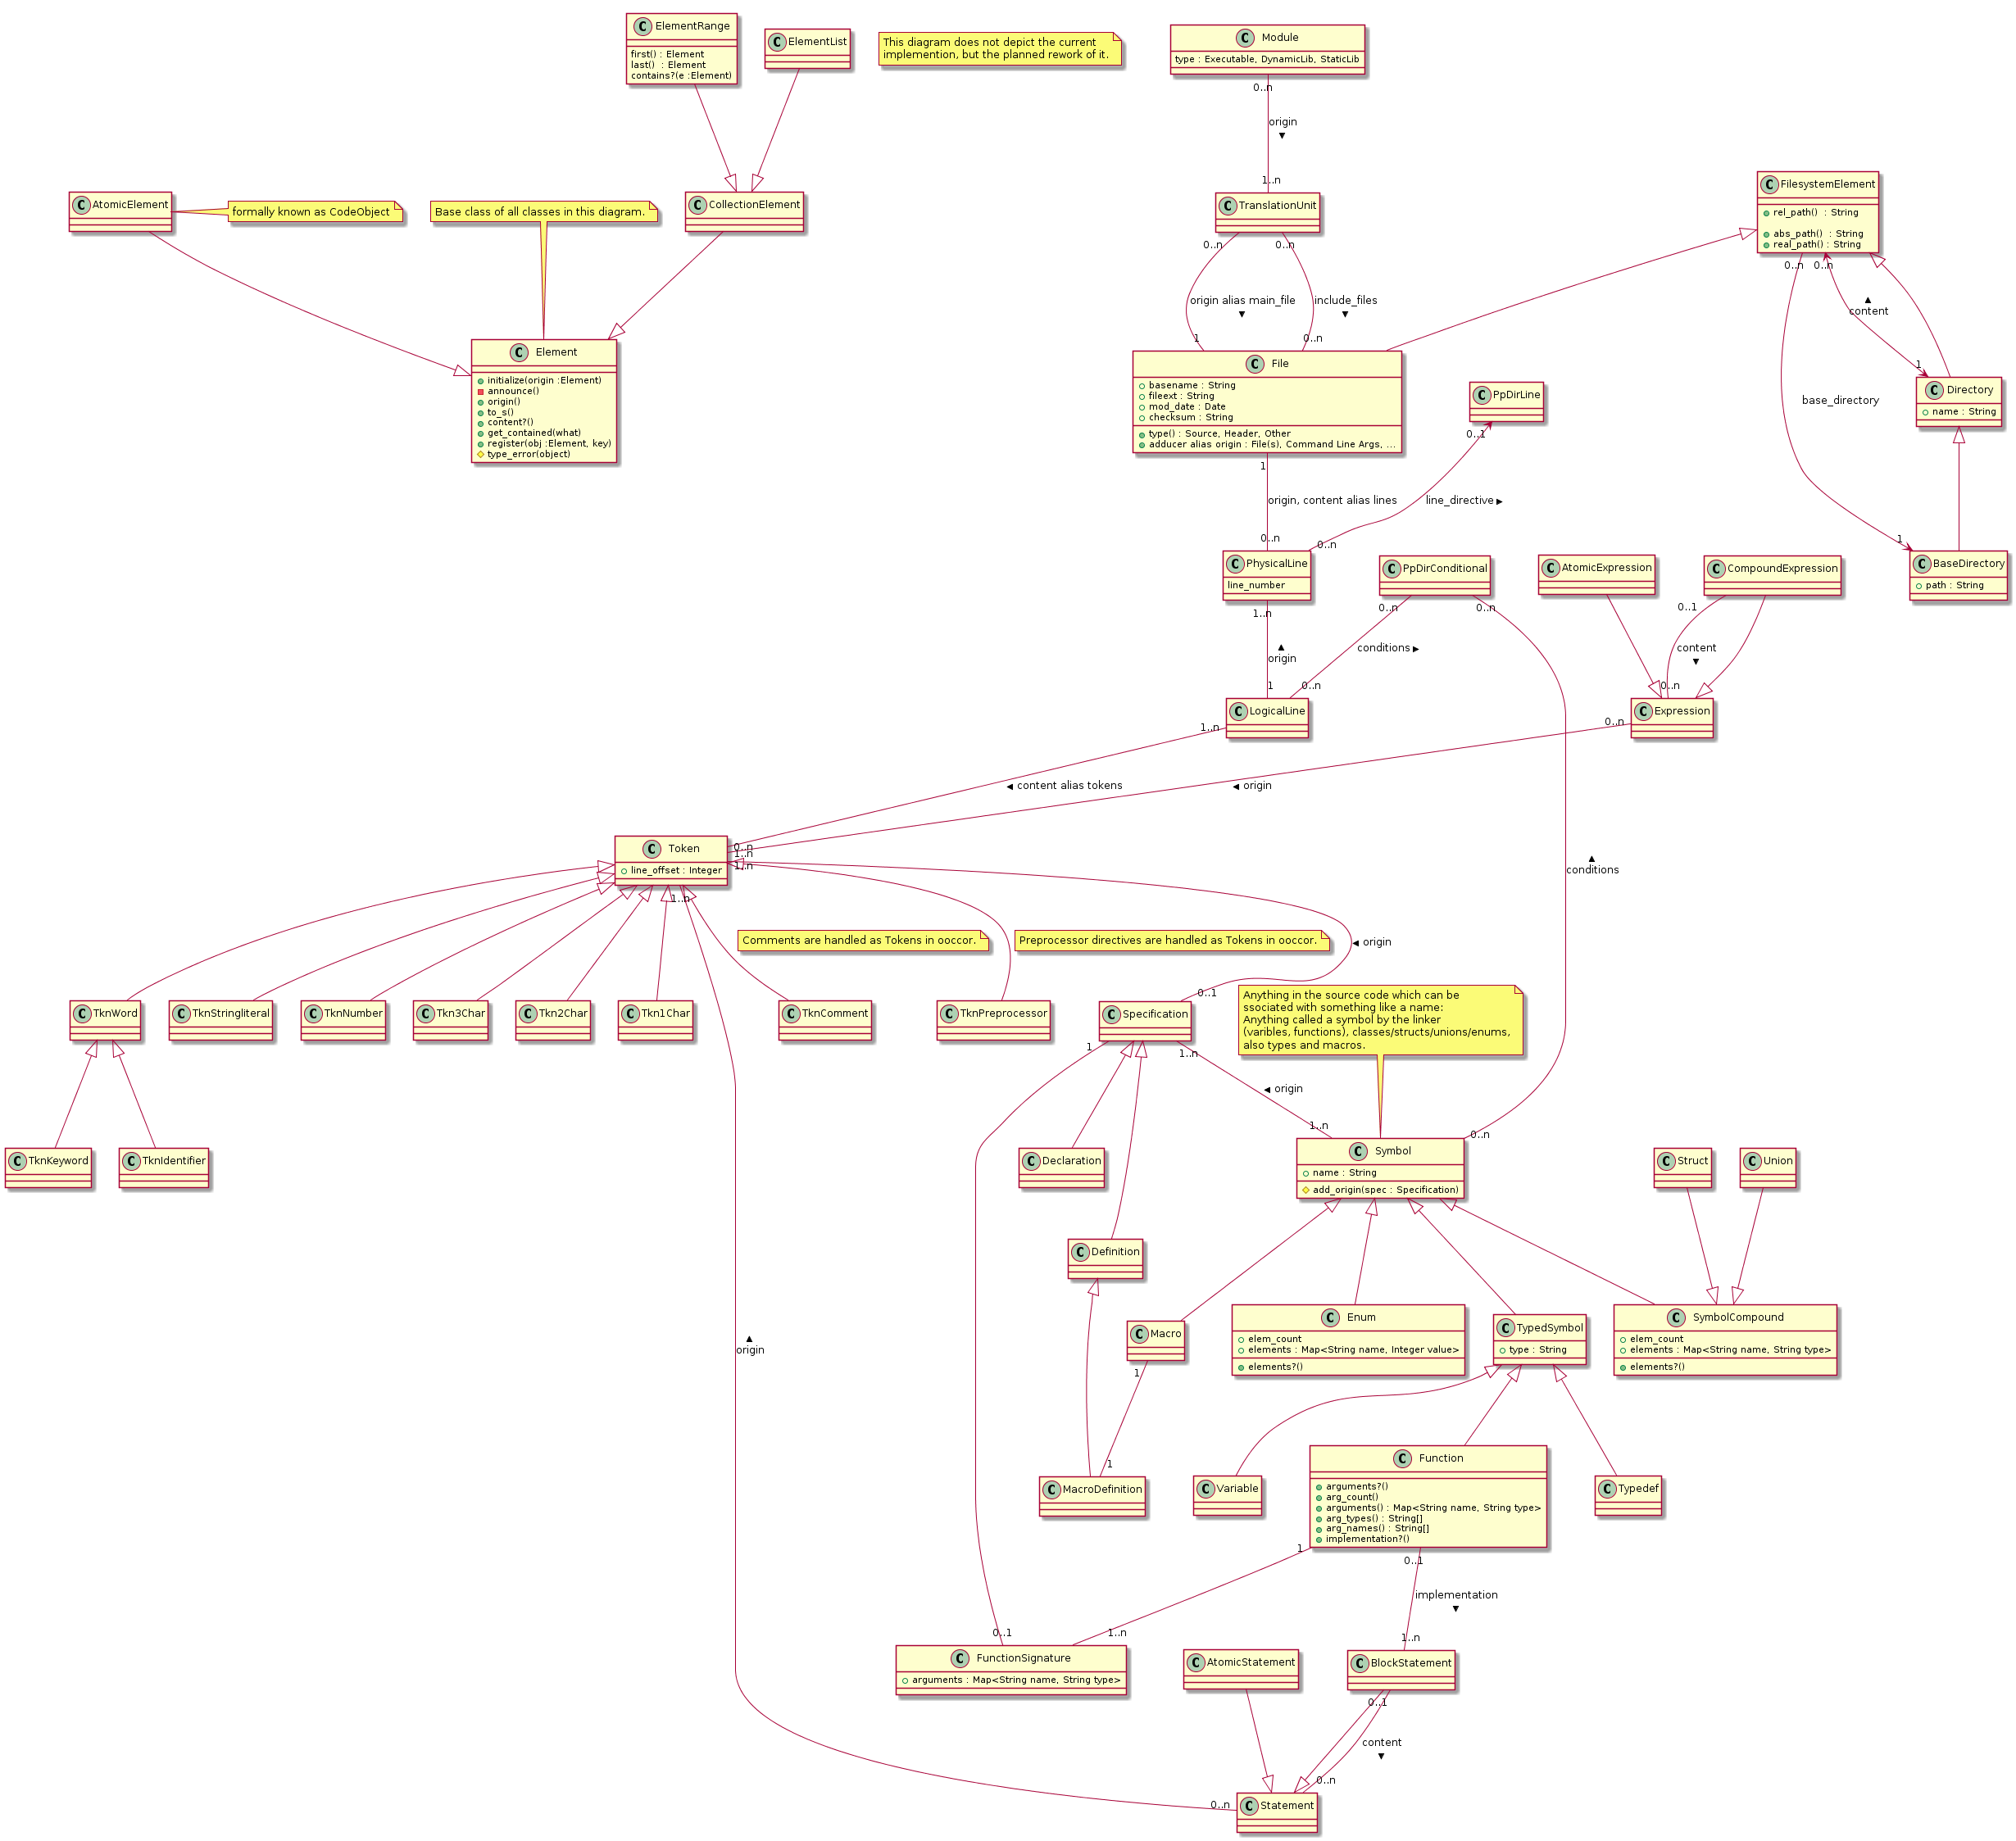 ElementRange
first() : Element
last()  : Element
contains?(e :Element)
ElementList
This diagram does not depict the current
implemention, but the planned rework of it.
Module
type : Executable, DynamicLib, StaticLib
0..n
origin
▼
1..n
AtomicElement
formally known as CodeObject
Base class of all classes in this diagram.
CollectionElement
TranslationUnit
FilesystemElement
rel_path()  : String
abs_path()  : String
real_path() : String
0..n
0..n
0..n
0..n
origin alias main_file
▼
include_files
▼
▲
content
1
0..n
1
Element
initialize(origin :Element)
announce()
origin()
to_s()
content?()
get_contained(what)
register(obj :Element, key)
type_error(object)
File
basename : String
fileext : String
mod_date : Date
checksum : String
type() : Source, Header, Other
adducer alias origin : File(s), Command Line Args, ...
PpDirLine
Directory
name : String
base_directory
0..1
1
origin, content alias lines
line_directive ▶
0..n
0..n
1
PhysicalLine
line_number
PpDirConditional
AtomicExpression
CompoundExpression
BaseDirectory
path : String
1..n
0..n
0..n
0..1
▲
origin
conditions ▶
content
▼
1
0..n
0..n
LogicalLine
Expression
1..n
0..n
◀ content alias tokens
◀ origin
Token
line_offset : Integer
0..n
1..n
1..n
1..n
▲
conditions
Comments are handled as Tokens in ooccor.
Preprocessor directives are handled as Tokens in ooccor.
◀ origin
0..1
TknWord
TknStringliteral
TknNumber
Tkn3Char
Tkn2Char
Tkn1Char
TknComment
TknPreprocessor
Specification
Anything in the source code which can be
ssociated with something like a name:
Anything called a symbol by the linker
(varibles, functions), classes/structs/unions/enums,
also types and macros.
1
1..n
◀ origin
1..n
0..n
TknKeyword
TknIdentifier
Declaration
Symbol
name : String
add_origin(spec : Specification)
Struct
Union
Definition
▲
origin
Macro
Enum
elem_count
elements : Map<String name, Integer value>
elements?()
TypedSymbol
type : String
SymbolCompound
elem_count
elements : Map<String name, String type>
elements?()
1
1
MacroDefinition
Variable
Function
arguments?()
arg_count()
arguments() : Map<String name, String type>
arg_types() : String[]
arg_names() : String[]
implementation?()
Typedef
1
0..1
implementation
▼
0..1
1..n
1..n
FunctionSignature
arguments : Map<String name, String type>
AtomicStatement
BlockStatement
0..1
content
▼
0..n
0..n
Statement